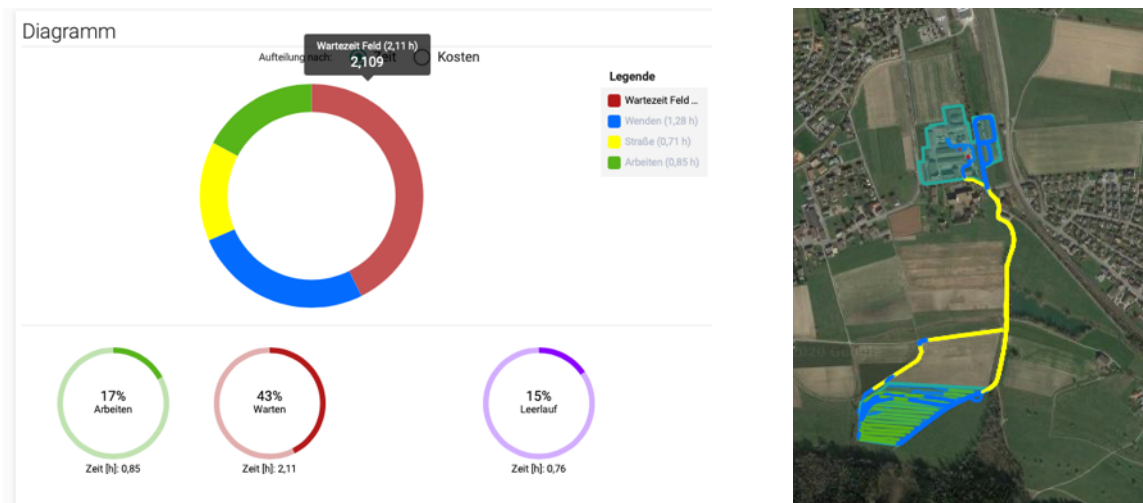 Diagramm
Wartezeit Feld (2,11 h)
2,109
Aufteilung nach:
Kosten
Legende
Wartezeit Feld ...
Wenden (1,28 h)
Straße (0,71 h)
Arbeiten (0,85 h)
17%
Arbeiten
Zeit [h]: 0,85
43%
Warten
Zeit [h]: 2,11
15%
Leerlauf
Zeit [h]: 0,76